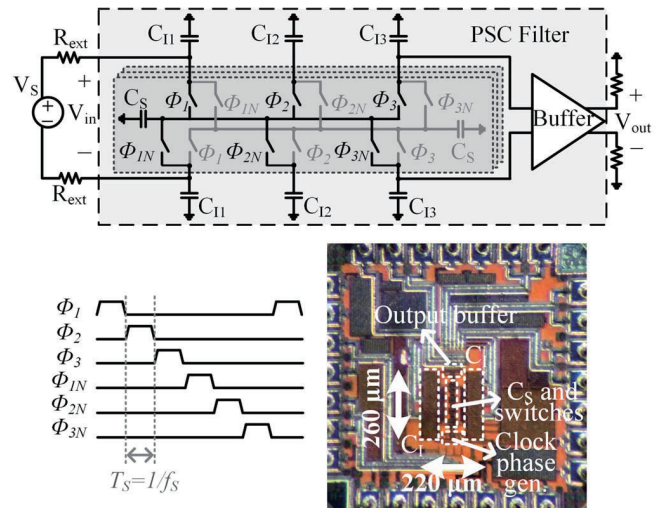 C_I1 C_I2 C_I3 PSC Filter
R_ext
V_S + V_in −
C_S Φ_1 Φ_1N Φ_2 Φ_2N Φ_3 Φ_3N
Φ_1N Φ_1 Φ_2N Φ_2 Φ_3N Φ_3 C_S
Buffer
+ V_out −
R_ext
C_I1 C_I2 C_I3
Φ_1
Φ_2
Φ_3
Φ_1N
Φ_2N
Φ_3N
T_S=1/f_S
Output buffer
C_I
260 μm
C_S and
switches
C_I
Clock
phase
gen.
220 μm